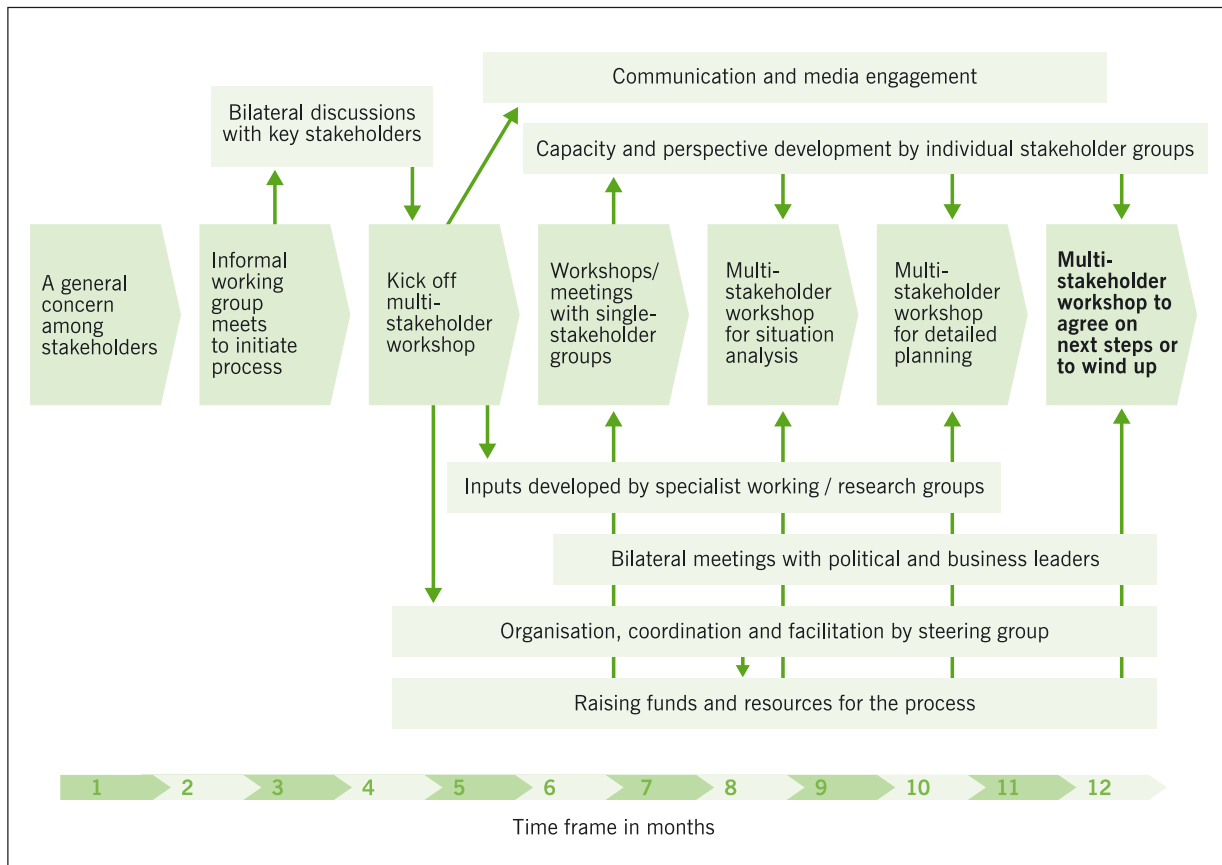 Communication and media engagement
Bilateral discussions
with key stakeholders
Capacity and perspective development by individual stakeholder groups
A general
concern
among
stakeholders
Informal
working
group
meets
to initiate
process
Kick off
multi-
stakeholder
workshop
Workshops/
meetings
with single-
stakeholder
groups
Multi-
stakeholder
workshop
for situation
analysis
Multi-
stakeholder
workshop
for detailed
planning
Multi-
stakeholder
workshop to
agree on
next steps or
to wind up
Inputs developed by specialist working / research groups
Bilateral meetings with political and business leaders
Organisation, coordination and facilitation by steering group
Raising funds and resources for the process
1 2 3 4 5 6 7 8 9 10 11 12
Time frame in months